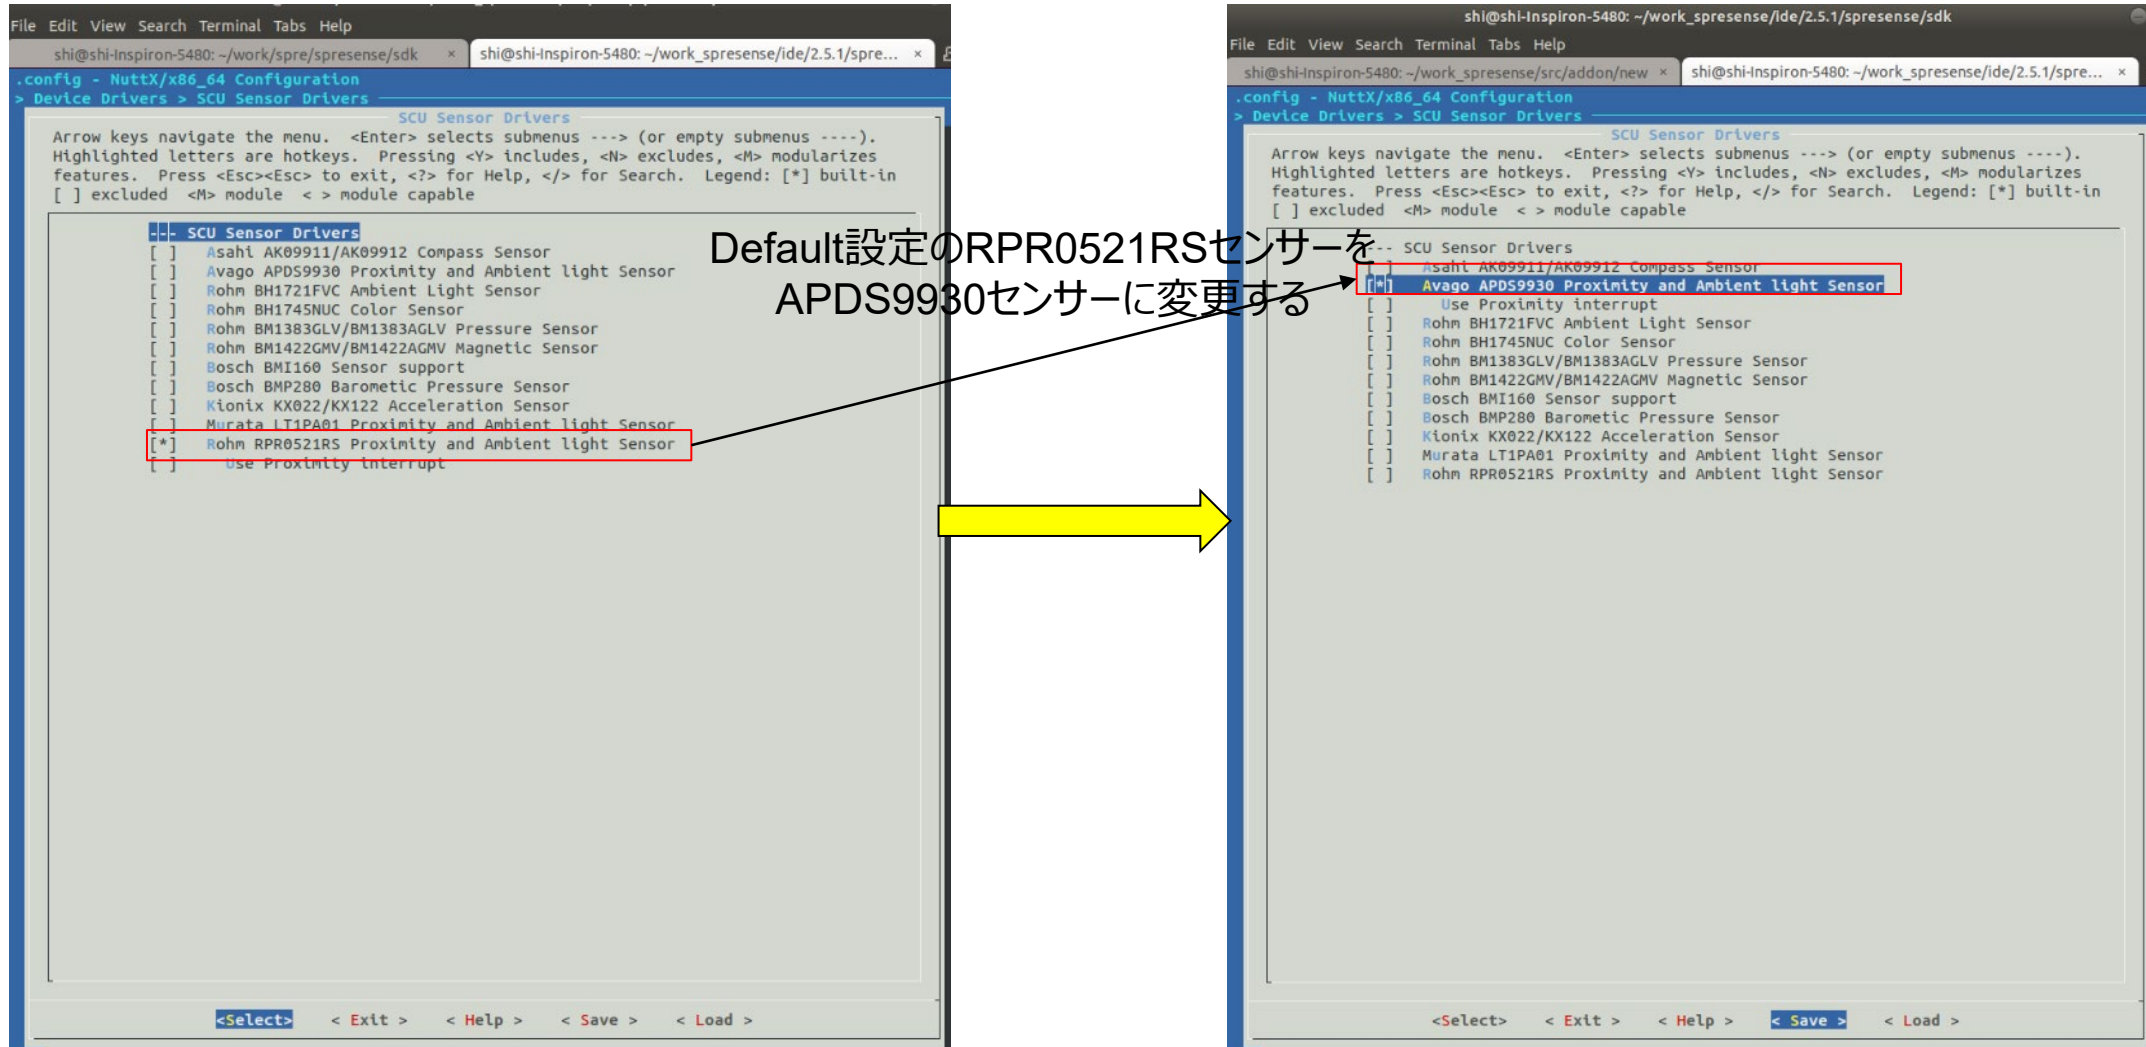 File Edit View Search Terminal Tabs Help
shi@shi-Inspiron-5480: ~/work/spre/spresense/sdk ×
shi@shi-Inspiron-5480: ~/work_spresense/ide/2.5.1/spre... ×
.config - NuttX/x86_64 Configuration
> Device Drivers > SCU Sensor Drivers
SCU Sensor Drivers
Arrow keys navigate the menu. <Enter> selects submenus ---> (or empty submenus ----).
Highlighted letters are hotkeys. Pressing <Y> includes, <N> excludes, <M> modularizes
features. Press <Esc><Esc> to exit, <?> for Help, </> for Search. Legend: [*] built-in
[ ] excluded <M> module < > module capable
--- SCU Sensor Drivers
[ ] Asahi AK09911/AK09912 Compass Sensor
[ ] Avago APDS9930 Proximity and Ambient light Sensor
[ ] Rohm BH1721FVC Ambient Light Sensor
[ ] Rohm BH1745NUC Color Sensor
[ ] Rohm BM1383GLV/BM1383AGLV Pressure Sensor
[ ] Rohm BM1422GMV/BM1422AGMV Magnetic Sensor
[ ] Bosch BMI160 Sensor support
[ ] Bosch BMP280 Barometic Pressure Sensor
[ ] Kionix KX022/KX122 Acceleration Sensor
[ ] Murata LT1PA01 Proximity and Ambient light Sensor
[*] Rohm RPR0521RS Proximity and Ambient light Sensor
[ ] Use Proximity interrupt
<Select> < Exit > < Help > < Save > < Load >
Default設定のRPR0521RSセンサーを
APDS9930センサーに変更する
shi@shi-Inspiron-5480: ~/work_spresense/ide/2.5.1/spresense/sdk
File Edit View Search Terminal Tabs Help
shi@shi-Inspiron-5480: ~/work_spresense/src/addon/new ×
shi@shi-Inspiron-5480: ~/work_spresense/ide/2.5.1/spre... ×
.config - NuttX/x86_64 Configuration
> Device Drivers > SCU Sensor Drivers
SCU Sensor Drivers
Arrow keys navigate the menu. <Enter> selects submenus ---> (or empty submenus ----).
Highlighted letters are hotkeys. Pressing <Y> includes, <N> excludes, <M> modularizes
features. Press <Esc><Esc> to exit, <?> for Help, </> for Search. Legend: [*] built-in
[ ] excluded <M> module < > module capable
--- SCU Sensor Drivers
[ ] Asahi AK09911/AK09912 Compass Sensor
[*] Avago APDS9930 Proximity and Ambient light Sensor
[ ] Use Proximity interrupt
[ ] Rohm BH1721FVC Ambient Light Sensor
[ ] Rohm BH1745NUC Color Sensor
[ ] Rohm BM1383GLV/BM1383AGLV Pressure Sensor
[ ] Rohm BM1422GMV/BM1422AGMV Magnetic Sensor
[ ] Bosch BMI160 Sensor support
[ ] Bosch BMP280 Barometic Pressure Sensor
[ ] Kionix KX022/KX122 Acceleration Sensor
[ ] Murata LT1PA01 Proximity and Ambient light Sensor
[ ] Rohm RPR0521RS Proximity and Ambient light Sensor
<Select> < Exit > < Help > < Save > < Load >